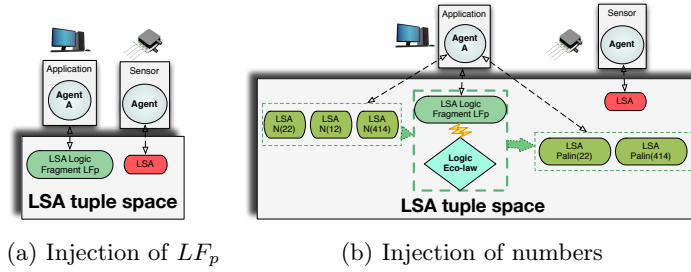 Application
Agent
A
Sensor
Agent
LSA Logic
Fragment LFp
LSA
LSA tuple space
(a) Injection of LFp
Application
Agent
A
Sensor
Agent
LSA
N(22)
LSA
N(12)
LSA
N(414)
LSA Logic
Fragment LFp
Logic
Eco-law
LSA
LSA
Palin(22)
LSA
Palin(414)
LSA tuple space
(b) Injection of numbers